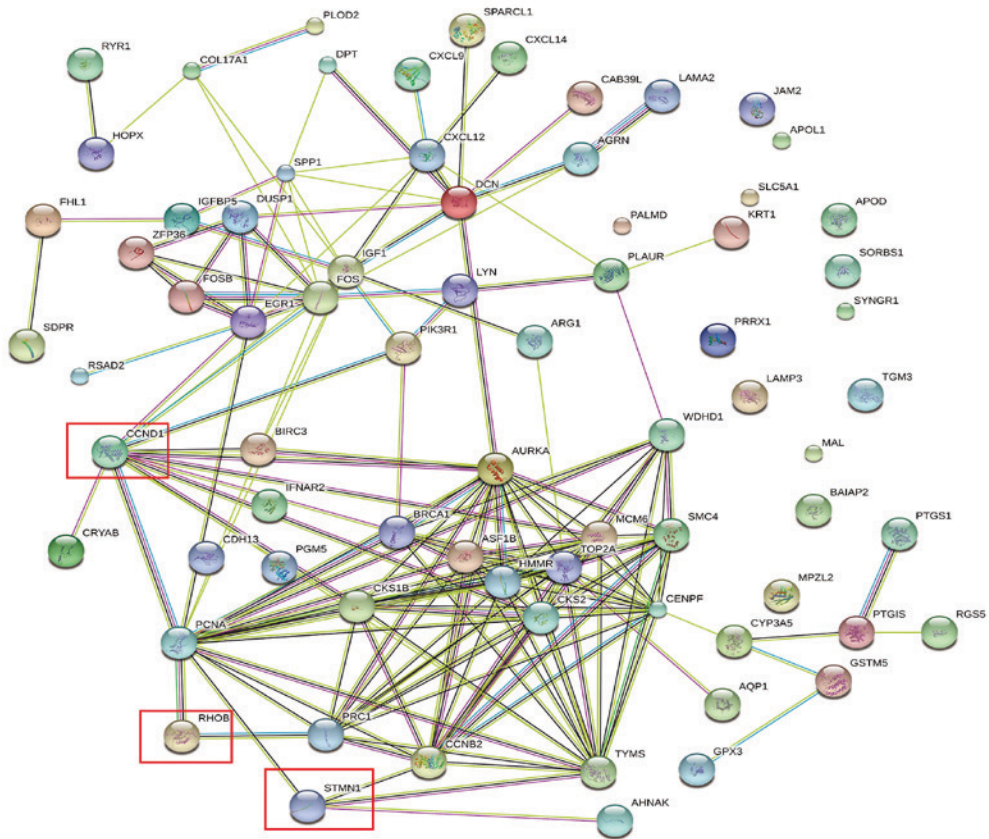 PLOD2
SPARCL1
RYR1
CXCL14
COL17A1
DPT
CXCL9
CAB39L
LAMA2
JAM2
HOPX
CXCL12
AGRN
APOL1
SPP1
DCN
SLC5A1
FHL1
IGFBP5
DUSP1
PALMD
KRT1
APOD
ZFP36
IGF1
LYN
PLAUR
SORBS1
FOSB
FOS
EGR1
SYNGR1
SDPR
PIK3R1
ARG1
PRRX1
RSAD2
LAMP3
TGM3
CCND1
BIRC3
WDHD1
AURKA
MAL
IFNAR2
BAIAP2
BRCA1
MCM6
SMC4
PTGS1
CRYAB
CDH13
PGM5
ASF1B
TOP2A
HMMR
MPZL2
CKS1B
CKS2
CENPF
PCNA
CYP3A5
PTGIS
RGS5
GSTM5
AQP1
RHOB
PRC1
CCNB2
TYMS
GPX3
STMN1
AHNAK